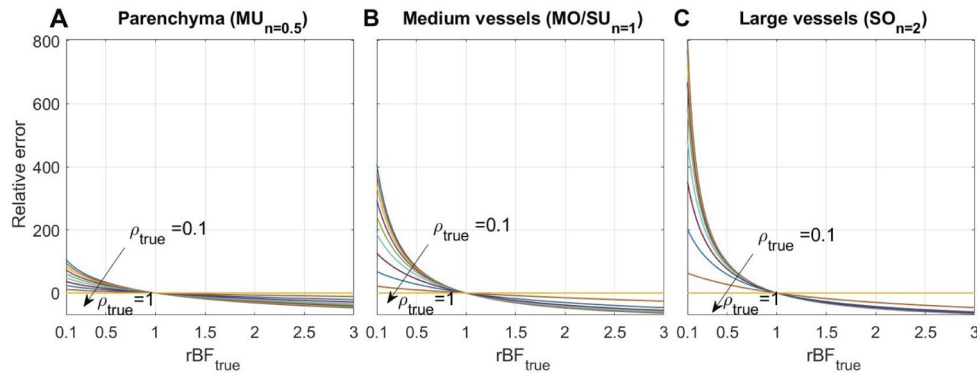 A Parenchyma (MU_n=0.5)
B Medium vessels (MO/SU_n=1)
C Large vessels (SO_n=2)
Relative error
800
600
400
200
0
ρ_true =0.1
ρ_true =1
ρ_true =0.1
ρ_true =1
ρ_true =0.1
ρ_true =1
0.1 0.5 1 1.5 2 2.5 3
0.1 0.5 1 1.5 2 2.5 3
0.1 0.5 1 1.5 2 2.5 3
rBF_true
rBF_true
rBF_true